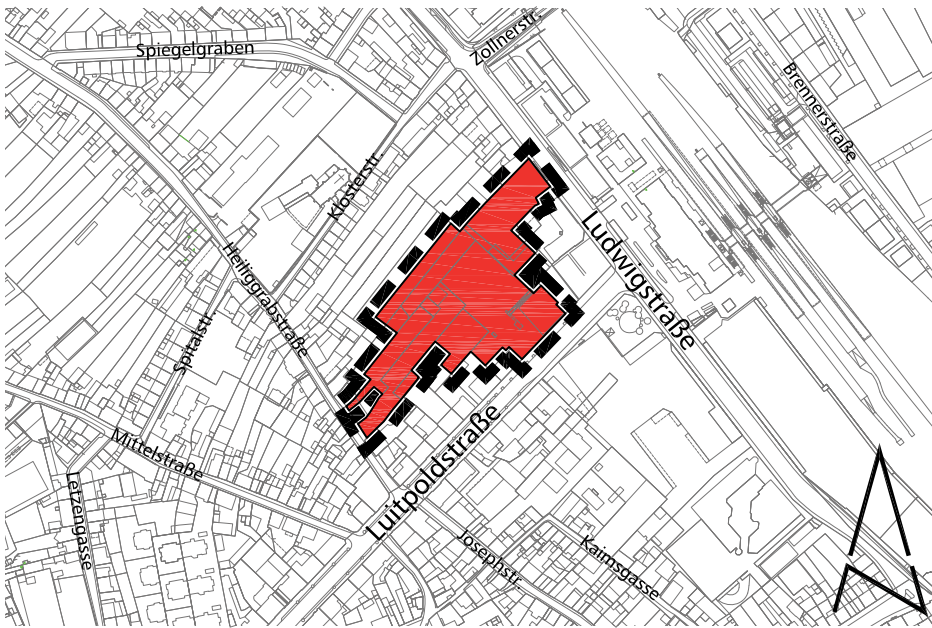 Zollnerstr.
Spiegelgraben
Brennerstraße
Klosterstr.
Ludwigstraße
Heiliggrabstraße
Spitalstr.
Mittelstraße
Luitpoldstraße
Letzengasse
Josephstr.
Kaimsgasse